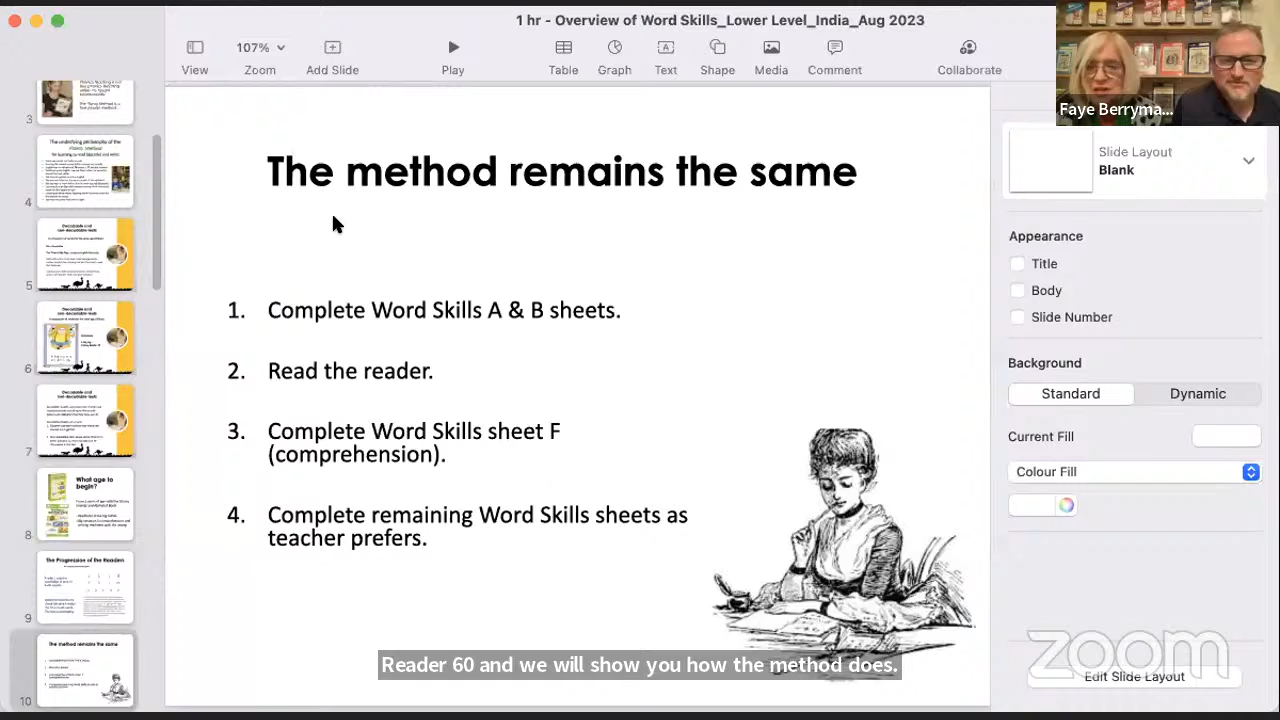 1 hr - Overview of Word Skills_Lower Level_India_Aug 2023
107%
View
Zoom
Add Slide
Play
Table
Graph
Text
Shape
Media
Comment
Collaborate
Faye Berryma...
3
4
5
6
7
What age to
begin?
8
The Progression of the Readers
9
The method remains the same
10
The method remains the same
1. Complete Word Skills A & B sheets.
2. Read the reader.
3. Complete Word Skills sheet F
(comprehension).
4. Complete remaining Word Skills sheets as
teacher prefers.
Reader 60 and we will show you how the method does.
Slide Layout
Blank
Appearance
Title
Body
Slide Number
Background
Standard
Dynamic
Current Fill
Colour Fill
zoom
Edit Slide Layout